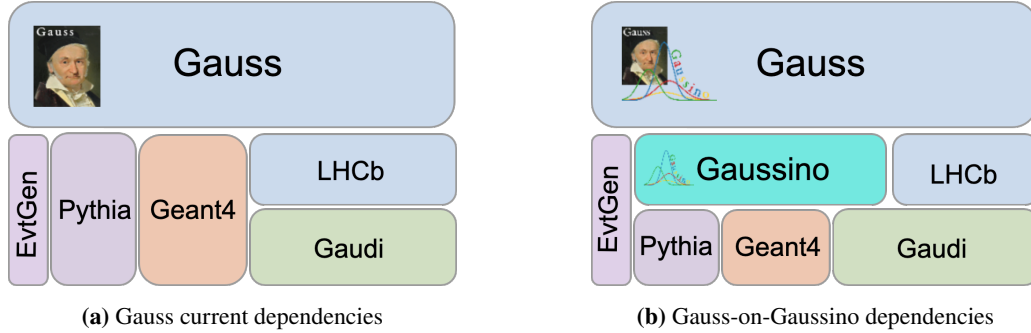 Gauss
Gauss
EvtGen
Pythia
Geant4
LHCb
Gaudi
(a) Gauss current dependencies
Gauss
Gaussino
Gauss
EvtGen
Gaussino
LHCb
Pythia
Geant4
Gaudi
(b) Gauss-on-Gaussino dependencies